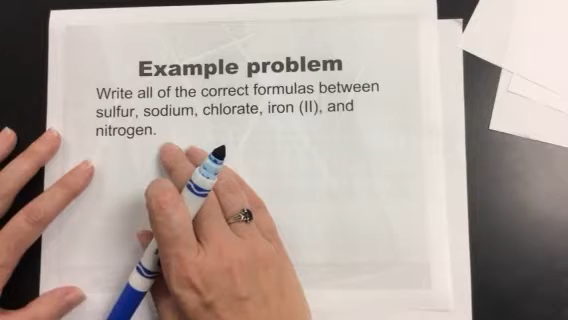 Example problem
Write all of the correct formulas between
sulfur, sodium, chlorate, iron (II), and
nitrogen.